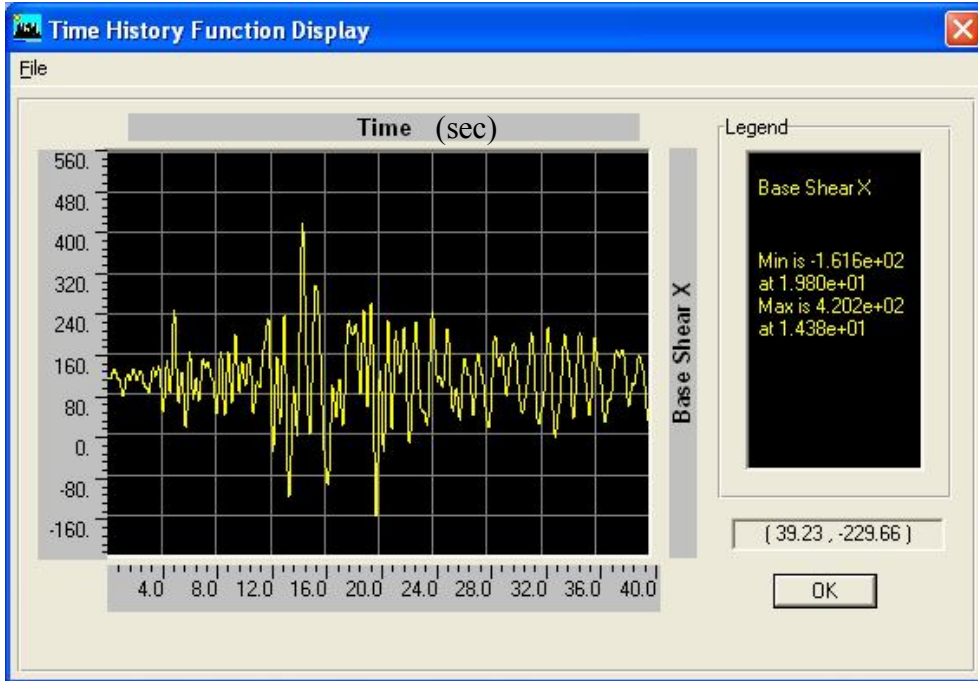 Time History Function Display
File
Time (sec)
Legend
560.
480.
400.
320.
240.
160.
80.
0.
-80.
-160.
Base Shear X
Base Shear X
Min is -1.616e+02
at 1.980e+01
Max is 4.202e+02
at 1.438e+01
( 39.23 , -229.66 )
4.0 8.0 12.0 16.0 20.0 24.0 28.0 32.0 36.0 40.0
OK